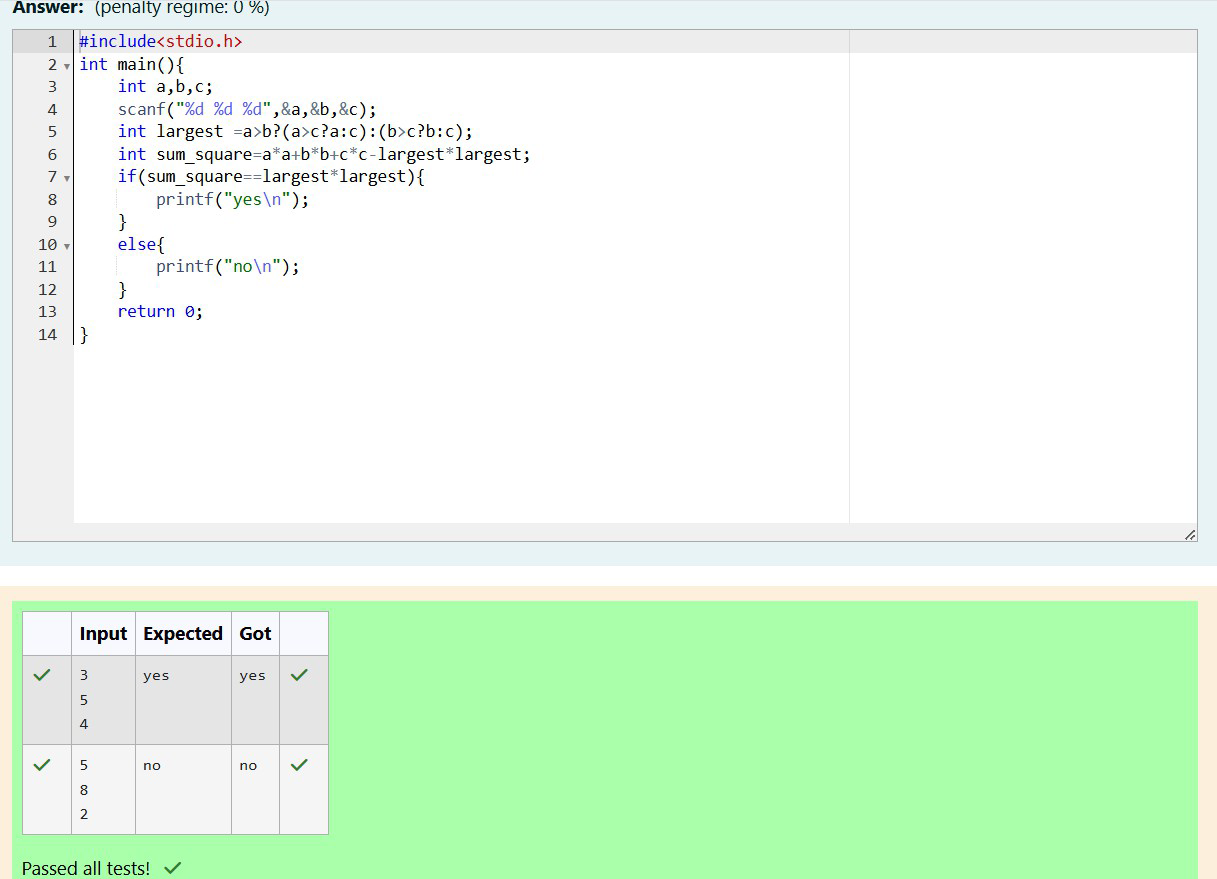 Answer: (penalty regime: 0 %)
1 #include<stdio.h>
2 int main(){
3     int a,b,c;
4     scanf("%d %d %d",&a,&b,&c);
5     int largest =a>b?(a>c?a:c):(b>c?b:c);
6     int sum_square=a*a+b*b+c*c-largest*largest;
7     if(sum_square==largest*largest){
8         printf("yes\n");
9     }
10     else{
11         printf("no\n");
12     }
13     return 0;
14 }
Input Expected Got
3 yes yes
5
4
5 no no
8
2
Passed all tests!